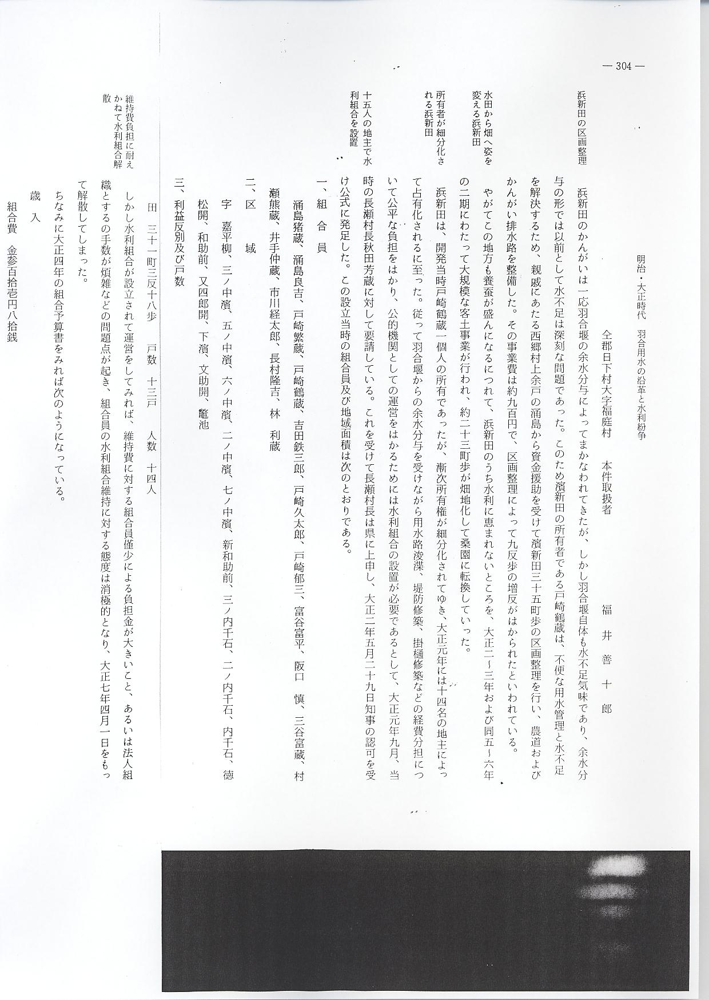 — 304 —
明治・大正時代　羽合用水の沿革と水利紛争
仝郡日下村大字福庭村　本件取扱者　福井善十郎
浜新田の区画整理
浜新田のかんがいは一応羽合堰の余水分与によってまかなわれてきたが、しかし羽合堰自体も水不足気味であり、余水分
与の形では以前として水不足は深刻な問題であった。このため濱新田の所有者である戸崎鶴蔵は、不便な用水管理と水不足
を解決するため、親戚にあたる西郷村上余戸の涌島から資金援助を受けて濱新田三十五町歩の区画整理を行い、農道および
かんがい排水路を整備した。その事業費は約九百円で、区画整理によって九反歩の増反がはかられたといわれている。
水田から畑へ姿を
変える浜新田
やがてこの地方も養蚕が盛んになるにつれて、浜新田のうち水利に恵まれないところを、大正二〜三年および同五〜六年
の二期にわたって大規模な客土事業が行われ、約二十三町歩が畑地化して桑園に転換していった。
所有者が細分化さ
れる浜新田
浜新田は、開発当時戸崎鶴蔵一個人の所有であったが、漸次所有権が細分化されてゆき、大正元年には十四名の地主によっ
て占有化されるに至った。従って羽合堰からの余水分与を受けながら用水路浚渫、堤防修築、掛樋修築などの経費分担につ
いて公平な負担をはかり、公的機関としての運営をはかるためには水利組合の設置が必要であるとして、大正元年九月、当
十五人の地主で水
利組合を設置
時の長瀬村長秋田芳蔵に対して要請している。これを受けて長瀬村長は県に上申し、大正二年五月二十九日知事の認可を受
け公式に発足した。この設立当時の組合員及び地域面積は次のとおりである。
一、組合員
涌島猪蔵、涌島良吉、戸崎繁蔵、戸崎鶴蔵、吉田鉄三郎、戸崎久太郎、戸崎郁三、富谷富平、阪口　慎、三谷富蔵、村
瀬熊蔵、井手仲蔵、市川経太郎、長村隆吉、林　利蔵
二、区　域
字　嘉平柳、三ノ中濱、五ノ中濱、六ノ中濱、二ノ中濱、七ノ中濱、新和助前、三ノ内千石、二ノ内千石、内千石、徳
松開、和助前、又四郎開、下濱、文助開、鼈池
三、利益反別及び戸数
田　三十一町三反十八歩　戸数　十三戸　人数　十四人
維持費負担に耐え
かねて水利組合解
散
しかし水利組合が設立されて運営をしてみれば、維持費に対する組合員僅少による負担金が大きいこと、あるいは法人組
織とするの手数が煩雑などの問題点が起き、組合員の水利組合維持に対する態度は消極的となり、大正七年四月一日をもっ
て解散してしまった。
ちなみに大正四年の組合予算書をみれば次のようになっている。
歳入
組合費　金参百拾壱円八拾銭